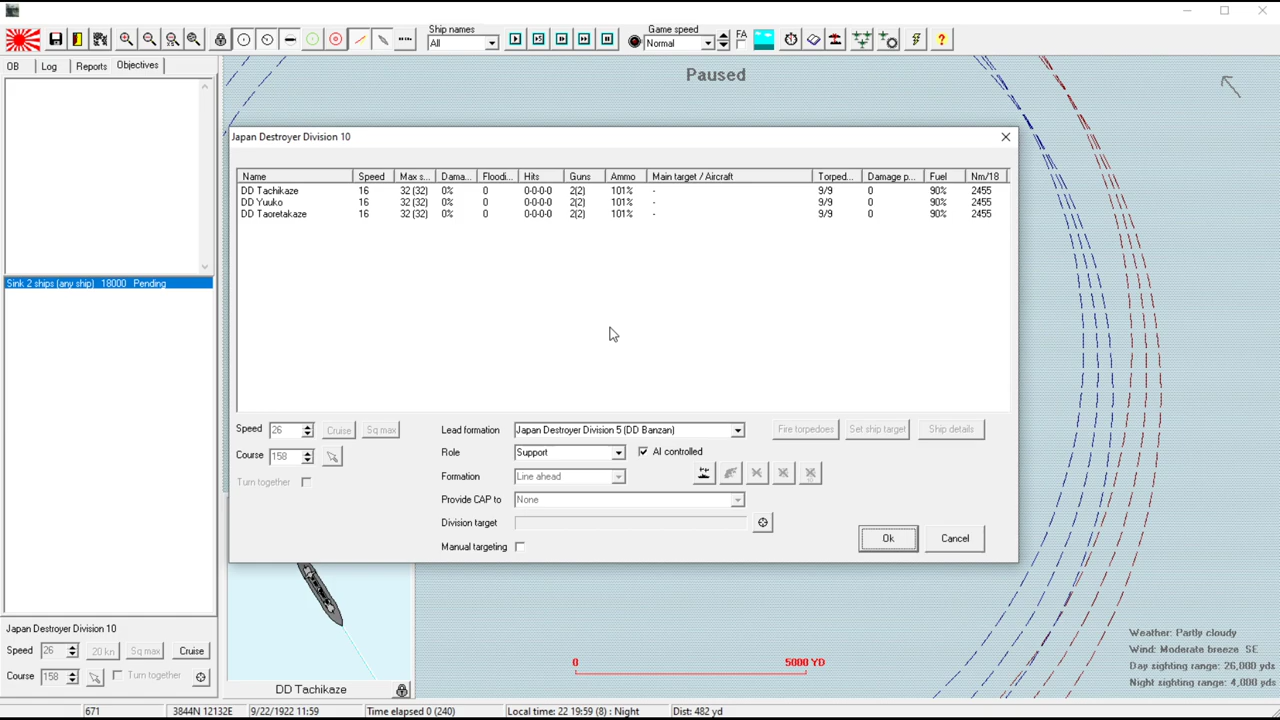 Ship names
All
Game speed
Normal
FA
OB Log Reports Objectives
Paused
Japan Destroyer Division 10
Name Speed Max s... Dama... Floodi... Hits Guns Ammo Main target / Aircraft Torped... Damage p... Fuel Nm/18
DD Tachikaze 16 32 (32) 0% 0 0-0-0-0 2(2) 101% - 9/9 0 90% 2455
DD Yuuko 16 32 (32) 0% 0 0-0-0-0 2(2) 101% - 9/9 0 90% 2455
DD Taoretakaze 16 32 (32) 0% 0 0-0-0-0 2(2) 101% - 9/9 0 90% 2455
Sink 2 ships (any ship) 18000 Pending
Speed 26 Cruise Sq max
Course 158
Turn together
Lead formation Japan Destroyer Division 5 (DD Banzan)
Role Support AI controlled
Formation Line ahead
Provide CAP to None
Division target
Manual targeting
Fire torpedoes Set ship target Ship details
Ok Cancel
Japan Destroyer Division 10
Speed 26 20 kn Sq max Cruise
Course 158 Turn together
DD Tachikaze
0 5000 YD
Weather: Partly cloudy
Wind: Moderate breeze SE
Day sighting range: 26,000 yds
Night sighting range: 4,000 yds
671 3844N 12132E 9/22/1922 11:59 Time elapsed 0 (240) Local time: 22 19:59 (8) : Night Dist: 482 yd